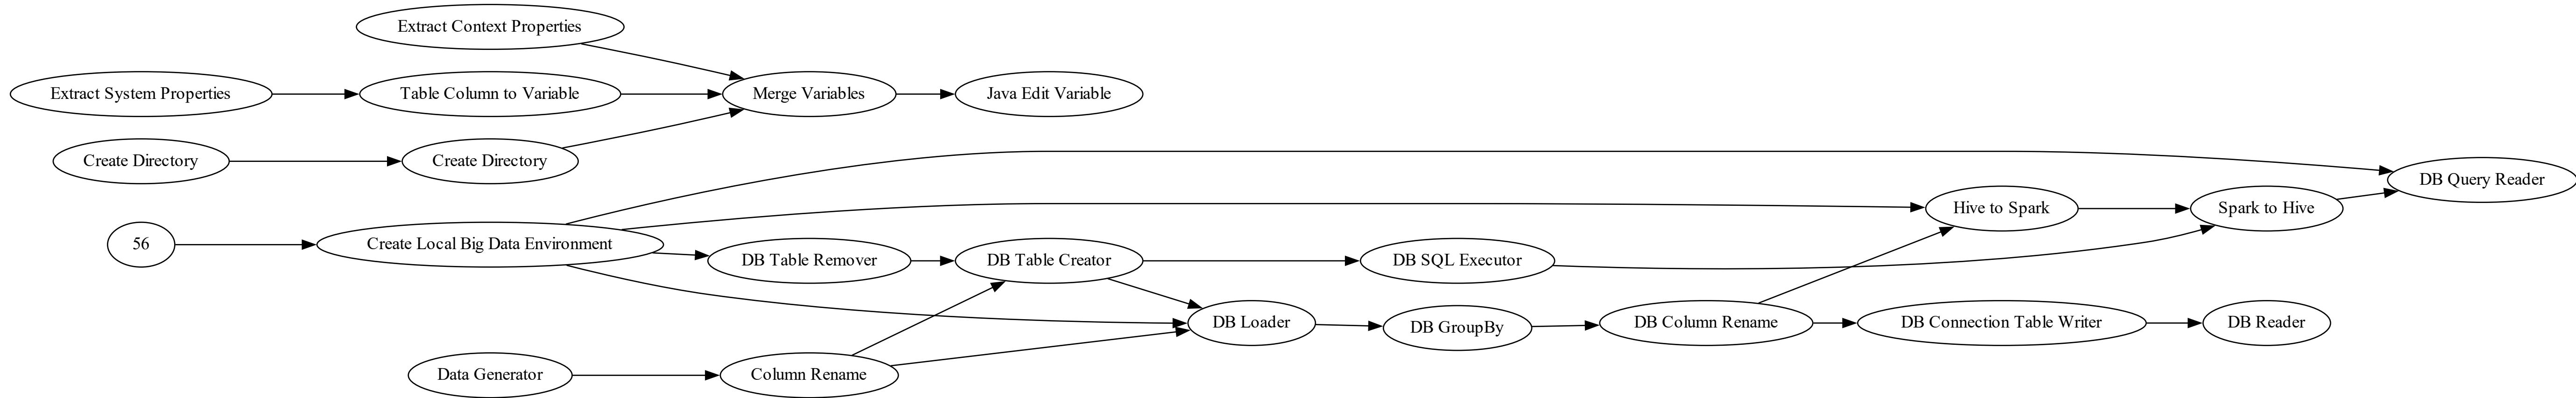 Extract Context Properties
Extract System Properties
Table Column to Variable
Merge Variables
Java Edit Variable
Create Directory
Create Directory
DB Query Reader
Hive to Spark
Spark to Hive
56
Create Local Big Data Environment
DB Table Remover
DB Table Creator
DB SQL Executor
DB Loader
DB GroupBy
DB Column Rename
DB Connection Table Writer
DB Reader
Data Generator
Column Rename